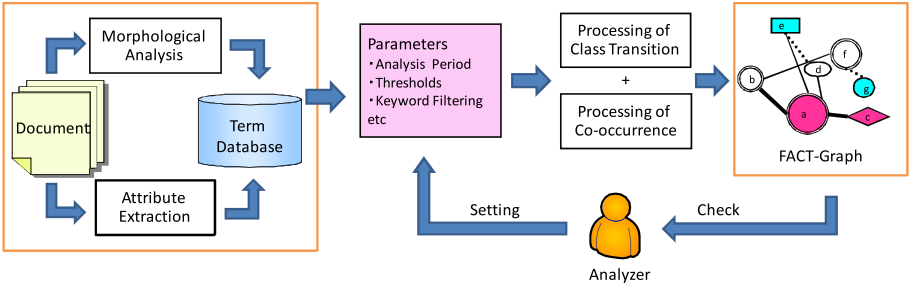 Morphological
Analysis
Document
Term
Database
Attribute
Extraction
Parameters
・Analysis Period
・Thresholds
・Keyword Filtering
etc
Processing of
Class Transition
+
Processing of
Co-occurrence
e
f
d
b
g
a
c
FACT-Graph
Setting
Check
Analyzer